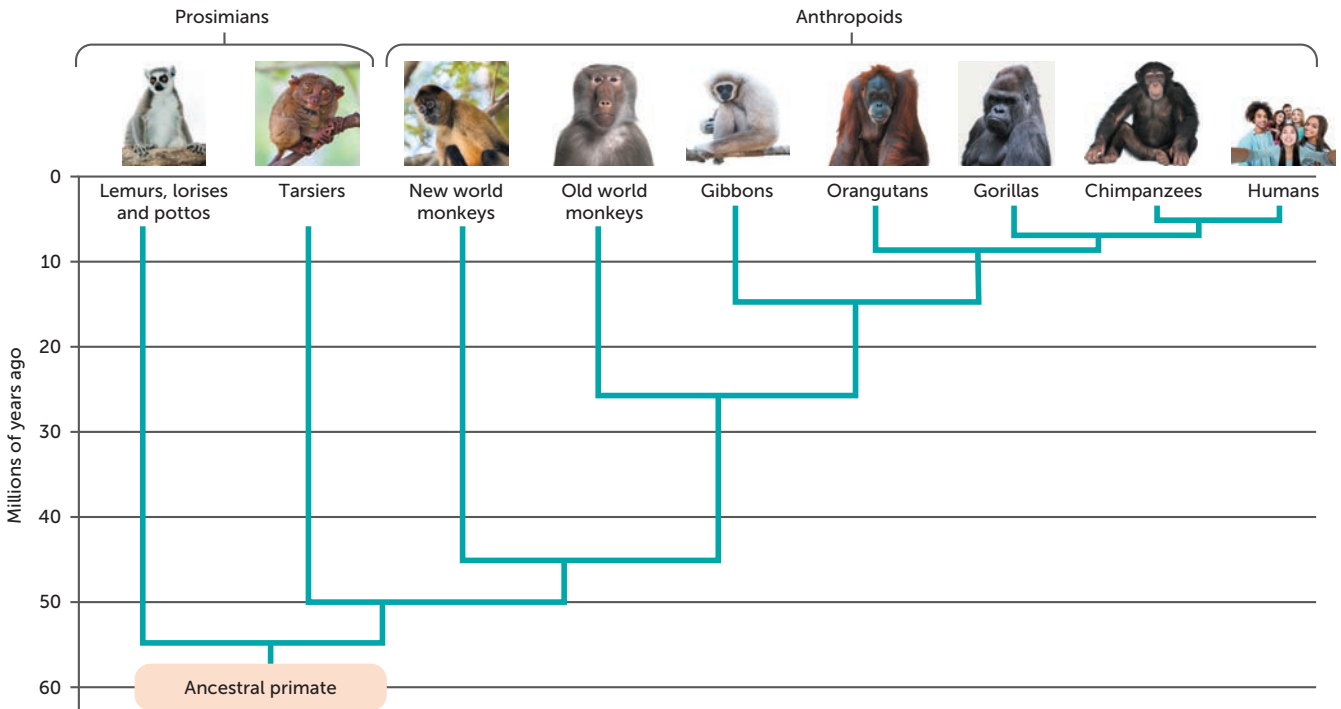 Prosimians
Anthropoids
0
Lemurs, lorises
and pottos
Tarsiers
New world
monkeys
Old world
monkeys
Gibbons
Orangutans
Gorillas
Chimpanzees
Humans
10
20
30
40
50
60
Millions of years ago
Ancestral primate